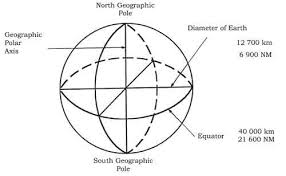 North Geographic
Pole
Geographic
Polar
Axis
Diameter of Earth
12 700 km
6 900 NM
Equator
40 000 km
21 600 NM
South Geographic
Pole